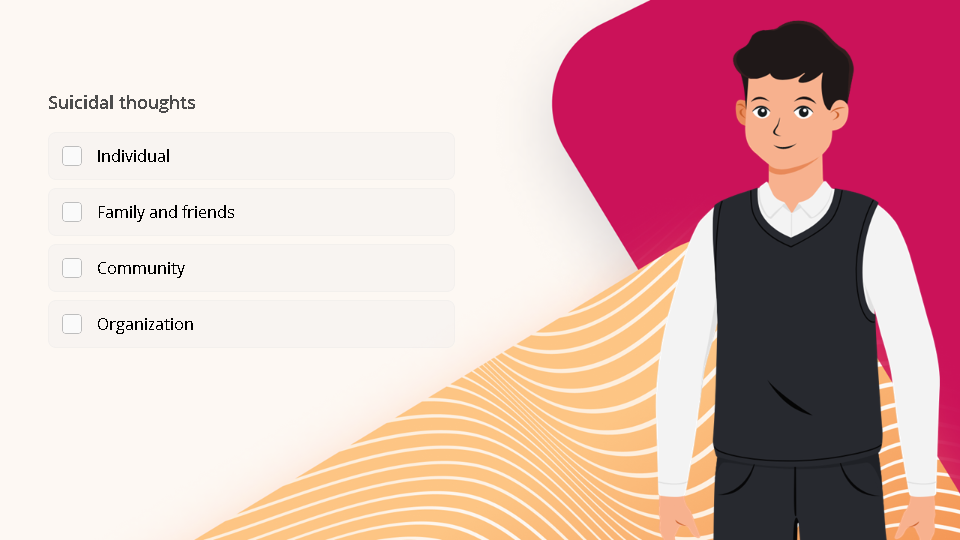 Suicidal thoughts
Individual
Family and friends
Community
Organization